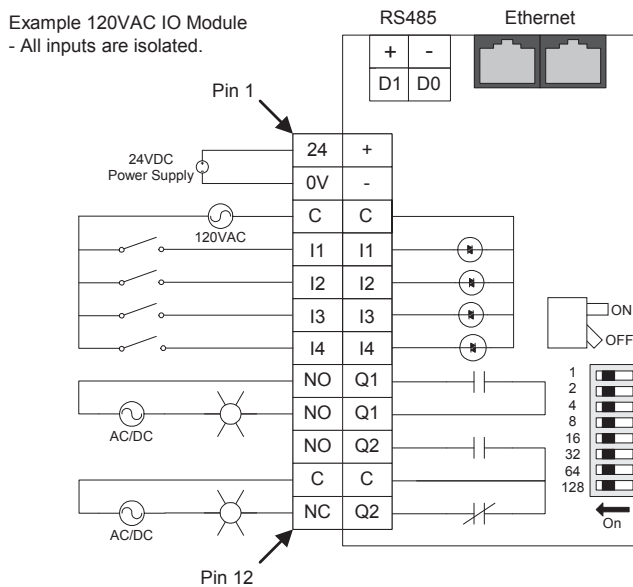 Example 120VAC IO Module
- All inputs are isolated.
RS485
Ethernet
+ -
D1 D0
Pin 1
24VDC
Power Supply
24 +
0V -
C C
120VAC
I1 I1
I2 I2
I3 I3
I4 I4
NO Q1
NO Q1
AC/DC
NO Q2
C C
NC Q2
AC/DC
Pin 12
ON
OFF
1
2
4
8
16
32
64
128
On